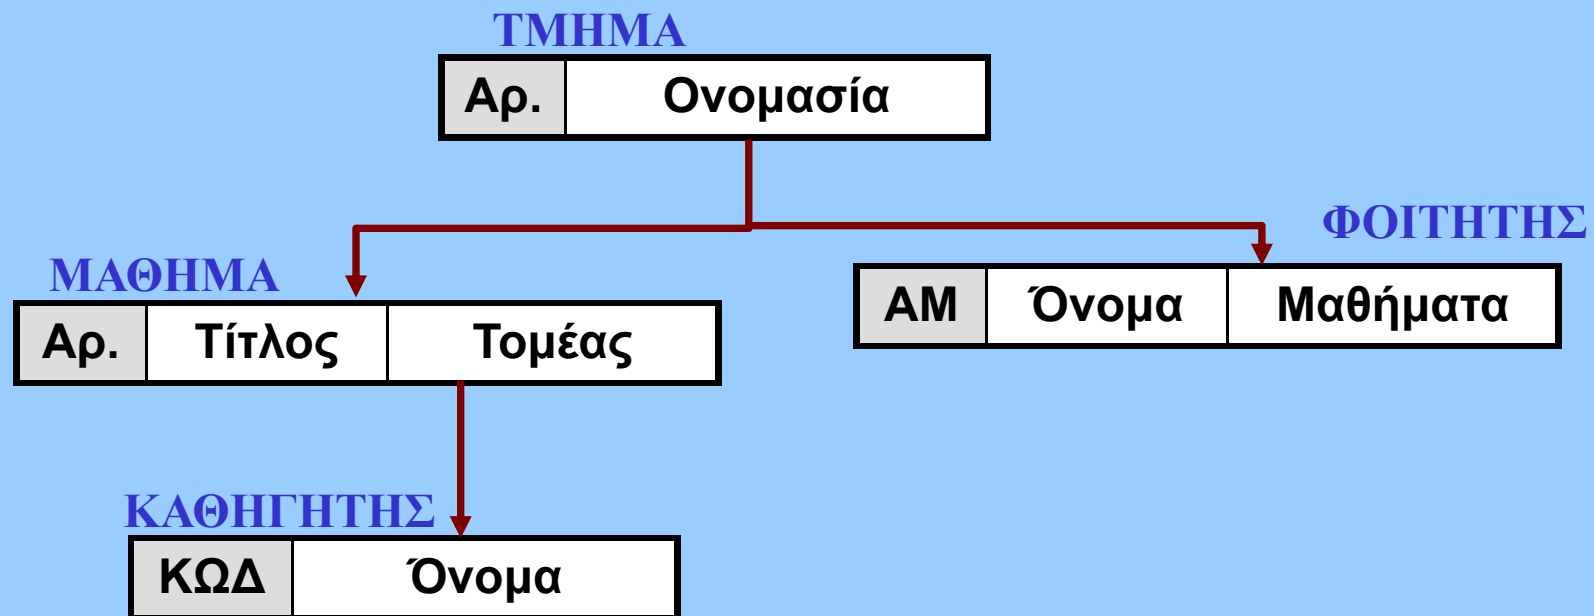 ΤΜΗΜΑ
Αρ. Ονομασία
ΦΟΙΤΗΤΗΣ
ΜΑΘΗΜΑ
ΑΜ Όνομα Μαθήματα
Αρ. Τίτλος Τομέας
ΚΑΘΗΓΗΤΗΣ
ΚΩΔ Όνομα